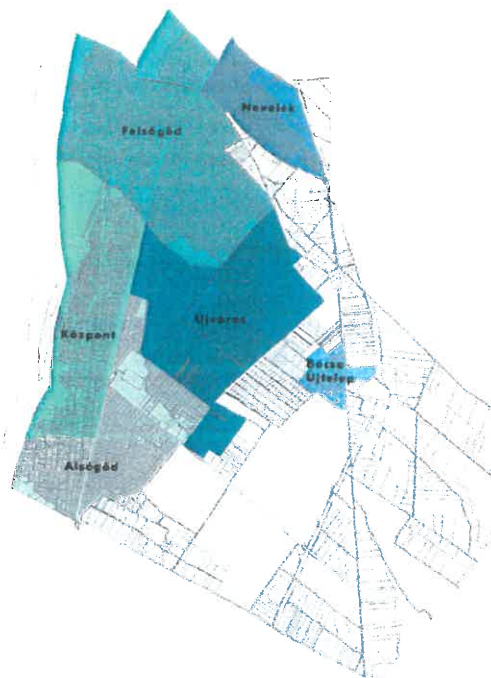 Nevelek
Felsőgöd
Újváros
Központ
Bócsa-
Újtelep
Alsógöd